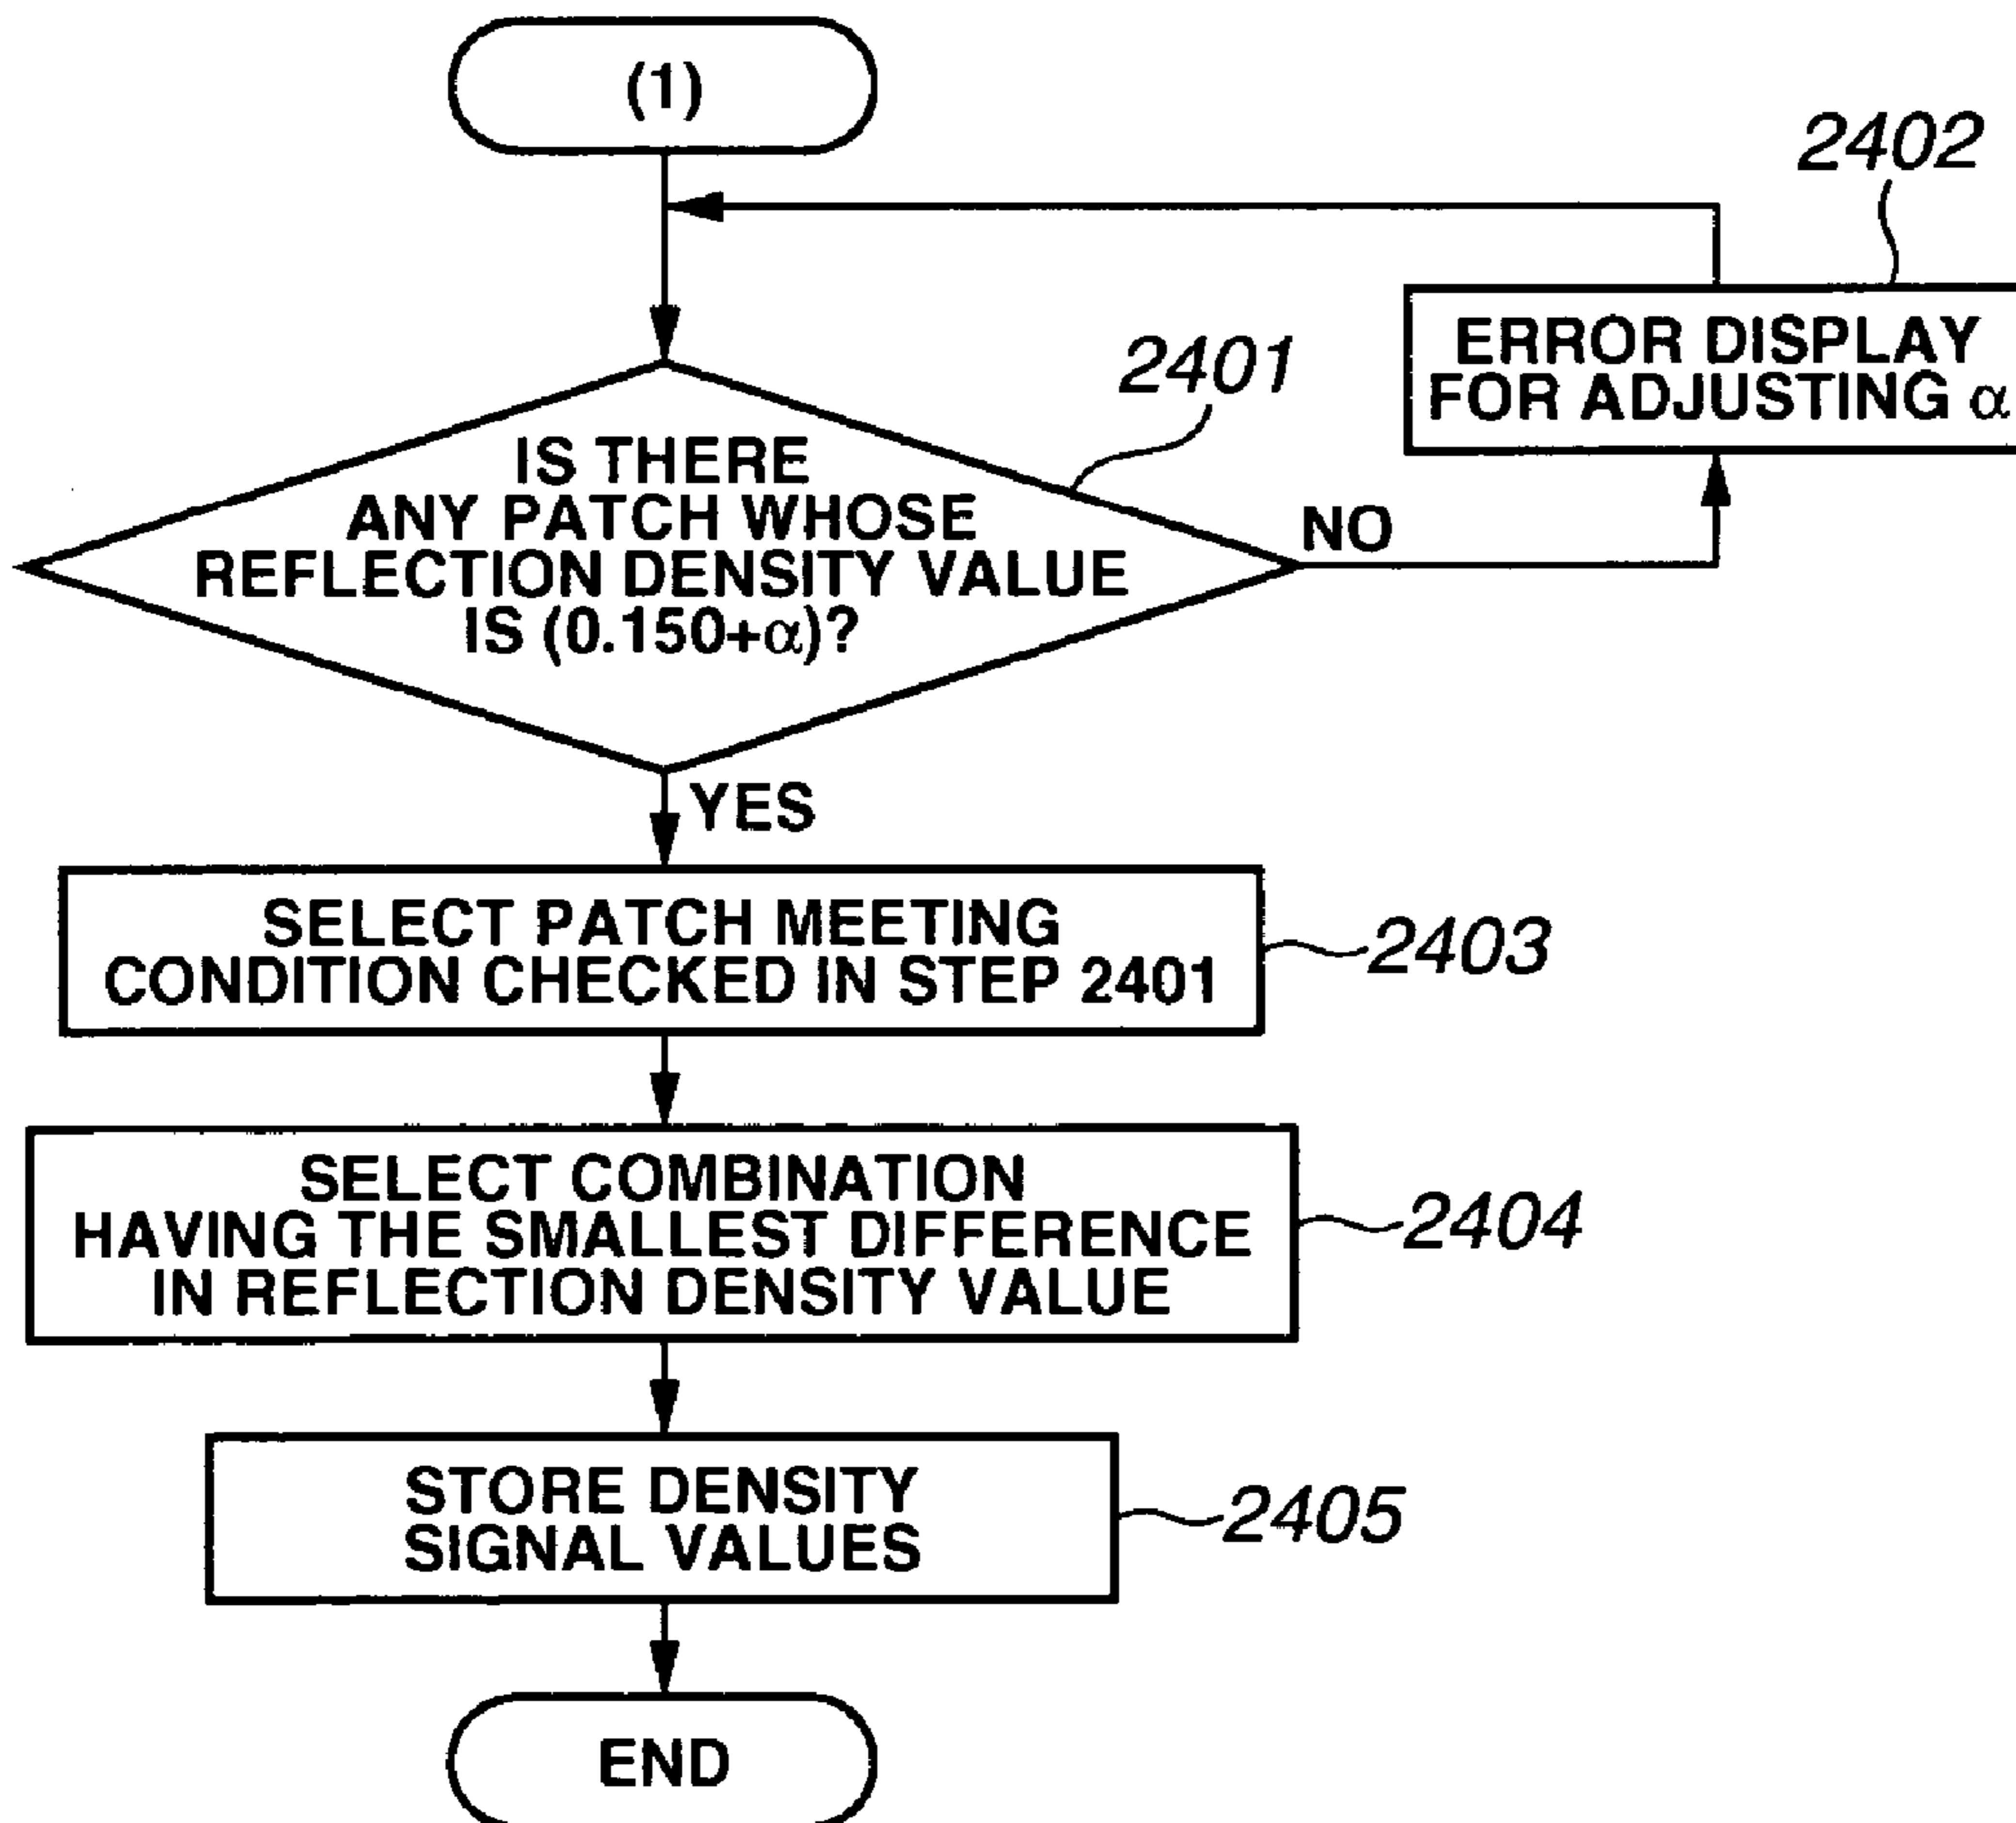 (1)
2402
ERROR DISPLAY
FOR ADJUSTING α
2401
IS THERE
ANY PATCH WHOSE
REFLECTION DENSITY VALUE
IS (0.150+α)?
NO
YES
SELECT PATCH MEETING
CONDITION CHECKED IN STEP 2401
2403
SELECT COMBINATION
HAVING THE SMALLEST DIFFERENCE
IN REFLECTION DENSITY VALUE
2404
STORE DENSITY
SIGNAL VALUES
2405
END